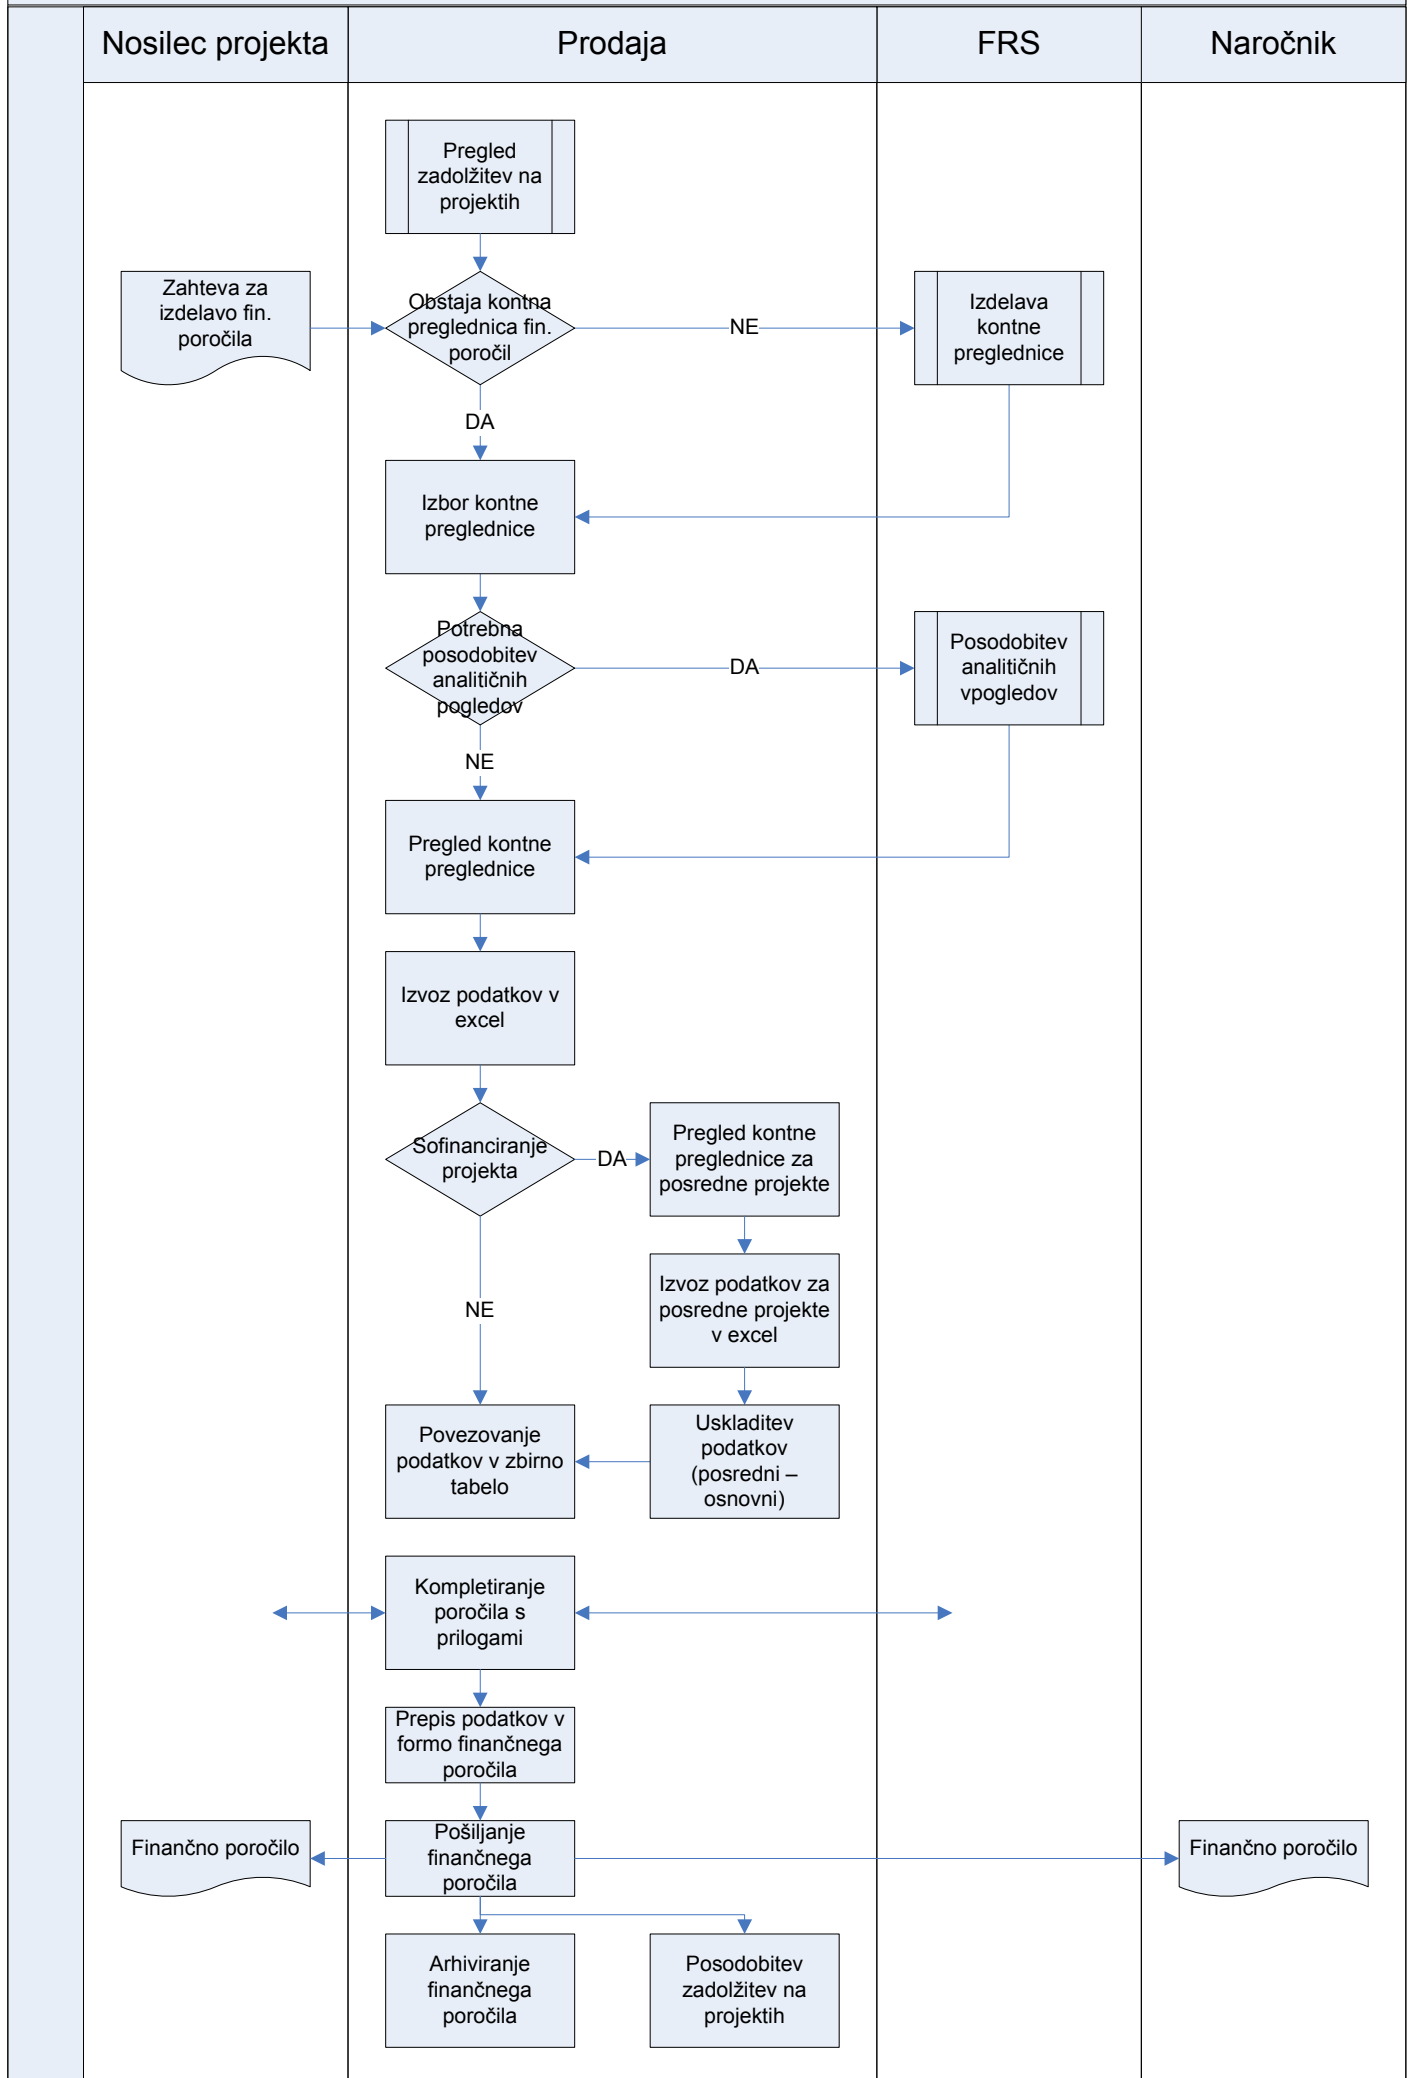 Nosilec projekta
Prodaja
FRS
Naročnik
Pregled
zadolžitev na
projektih
Zahteva za
izdelavo fin.
poročila
Obstaja kontna
preglednica fin.
poročil
NE
Izdelava
kontne
preglednice
DA
Izbor kontne
preglednice
Potrebna
posodobitev
analitičnih
pogledov
DA
Posodobitev
analitičnih
vpogledov
NE
Pregled kontne
preglednice
Izvoz podatkov v
excel
Sofinanciranje
projekta
DA
Pregled kontne
preglednice za
posredne projekte
Izvoz podatkov za
posredne projekte
v excel
NE
Povezovanje
podatkov v zbirno
tabelo
Uskladitev
podatkov
(posredni –
osnovni)
Kompletiranje
poročila s
prilogami
Prepis podatkov v
formo finančnega
poročila
Finančno poročilo
Pošiljanje
finančnega
poročila
Finančno poročilo
Arhiviranje
finančnega
poročila
Posodobitev
zadolžitev na
projektih